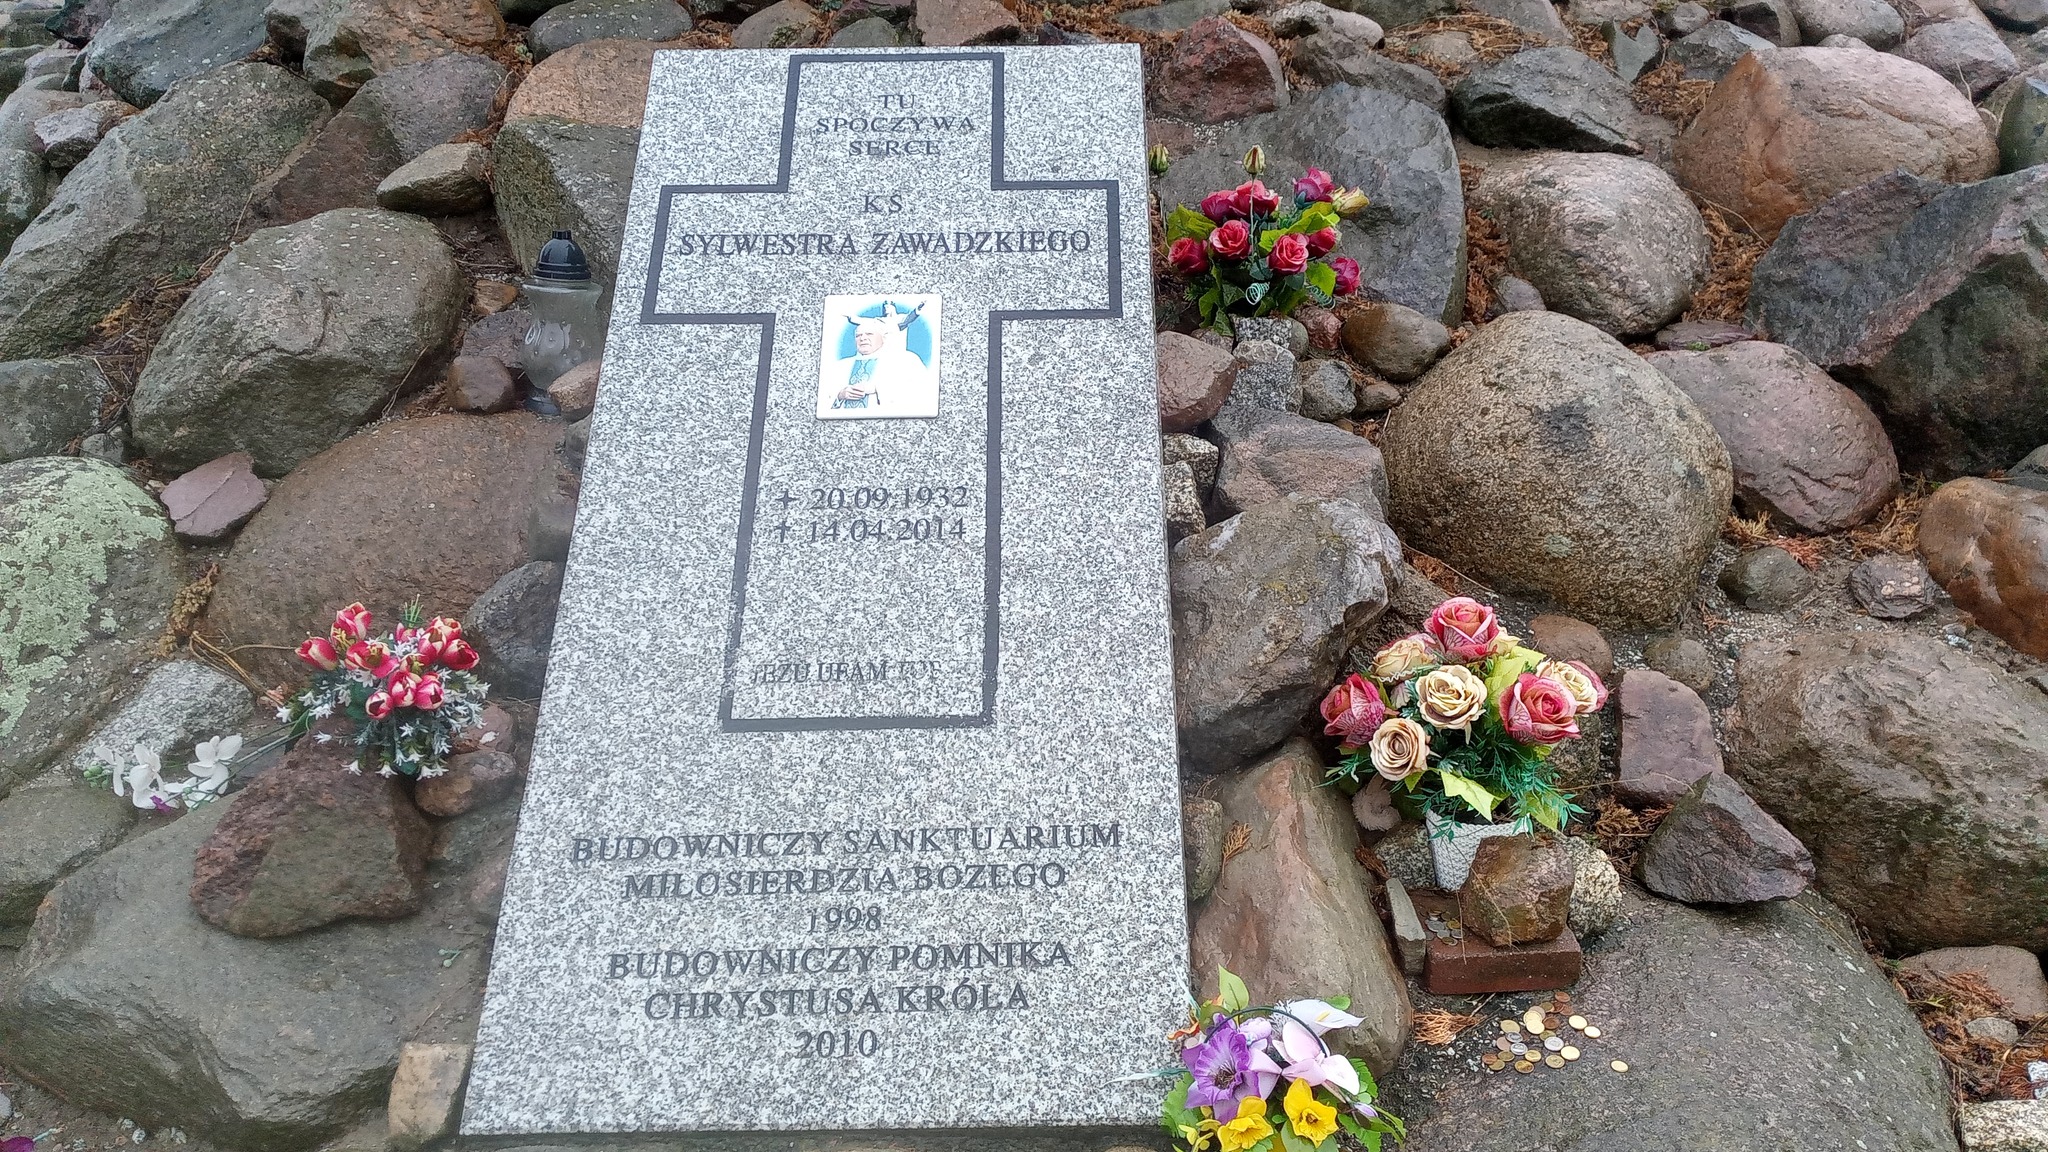 TU
SPOCZYWA
SERCE
KS.
SYLWESTRA ZAWADZKIEGO
20.09.1932
✝ 14.04.2014
JEZU UFAM
BUDOWNICZY SANKTUARIUM
MIŁOSIERDZIA BOŻEGO
1998
BUDOWNICZY POMNIKA
CHRYSTUSA KRÓLA
2010